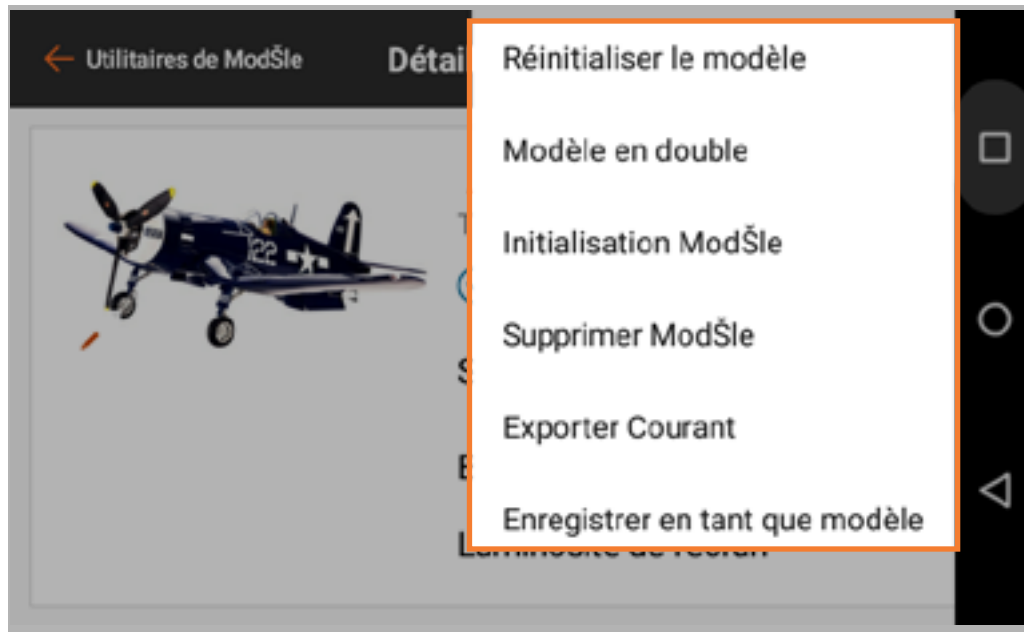 ← Utilitaires de ModŠle
Détai
Réinitialiser le modèle
Modèle en double
Initialisation ModŠle
Supprimer ModŠle
Exporter Courant
Enregistrer en tant que modèle
122